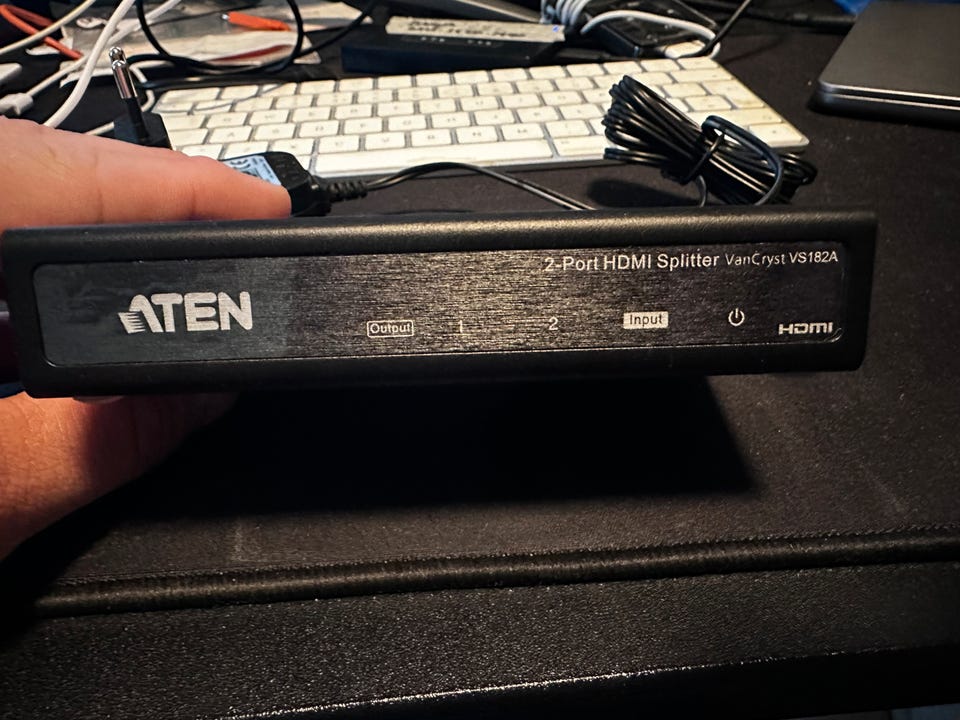 2-Port HDMI Splitter VanCryst VS182A
ATEN
Output 1 2 Input
HDMI